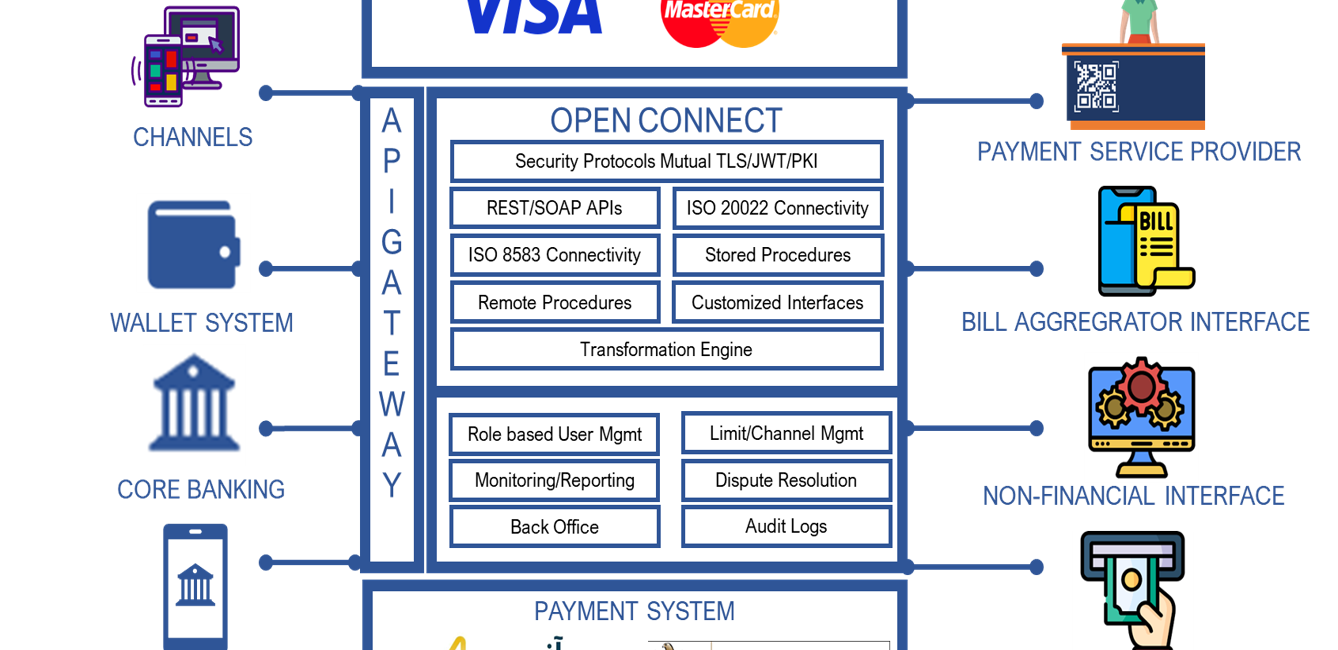 VISA
MasterCard
CHANNELS
WALLET SYSTEM
CORE BANKING
API GATEWAY
OPEN CONNECT
Security Protocols Mutual TLS/JWT/PKI
REST/SOAP APIs
ISO 20022 Connectivity
ISO 8583 Connectivity
Stored Procedures
Remote Procedures
Customized Interfaces
Transformation Engine
Role based User Mgmt
Limit/Channel Mgmt
Monitoring/Reporting
Dispute Resolution
Back Office
Audit Logs
PAYMENT SYSTEM
PAYMENT SERVICE PROVIDER
BILL
BILL AGGREGRATOR INTERFACE
NON-FINANCIAL INTERFACE